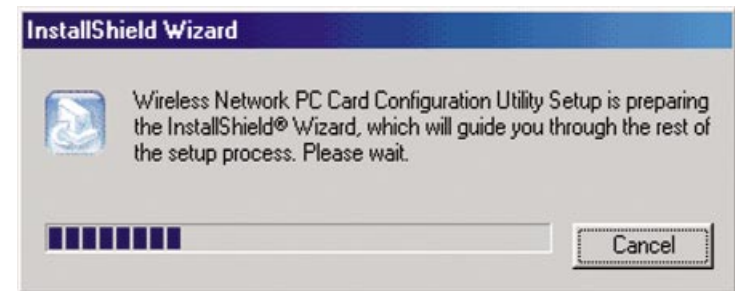 InstallShield Wizard
Wireless Network PC Card Configuration Utility Setup is preparing
the InstallShield® Wizard, which will guide you through the rest of
the setup process. Please wait.
Cancel